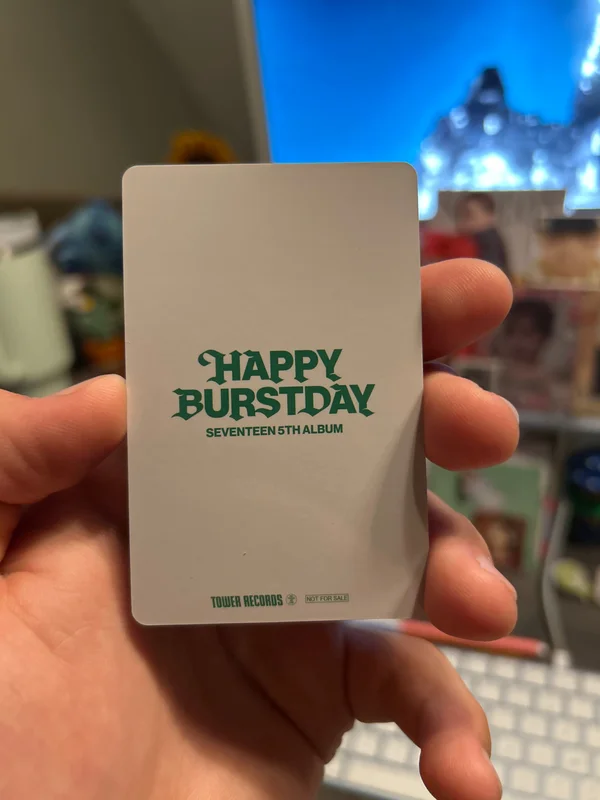 HAPPY
BURSTDAY
SEVENTEEN 5TH ALBUM
TOWER RECORDS NOT FOR SALE